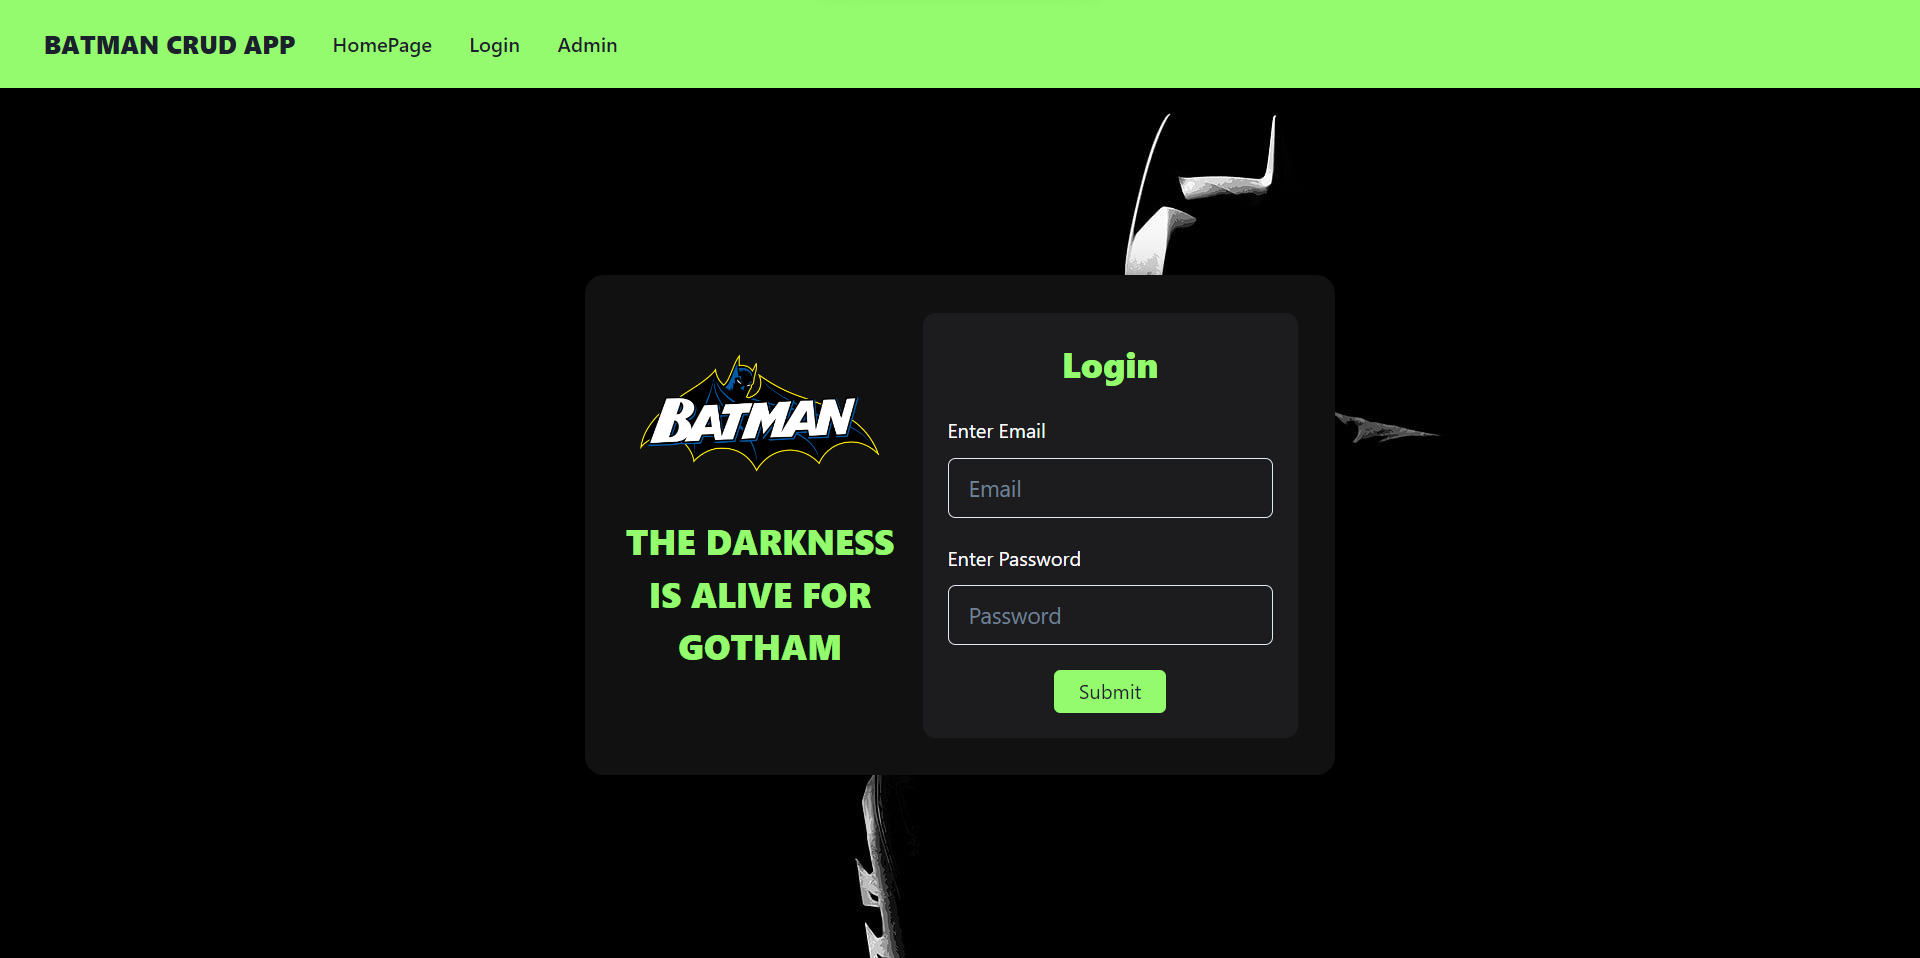 BATMAN CRUD APP HomePage Login Admin
BATMAN
THE DARKNESS
IS ALIVE FOR
GOTHAM
Login
Enter Email
Email
Enter Password
Password
Submit